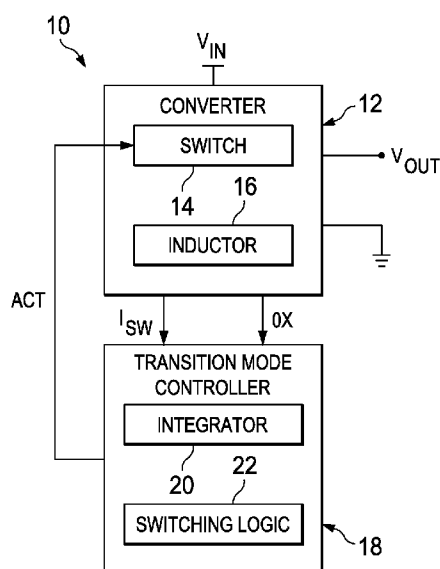 10
V_IN
CONVERTER
12
SWITCH
14
16
V_OUT
INDUCTOR
ACT
I_SW
0X
TRANSITION MODE
CONTROLLER
INTEGRATOR
20
22
SWITCHING LOGIC
18